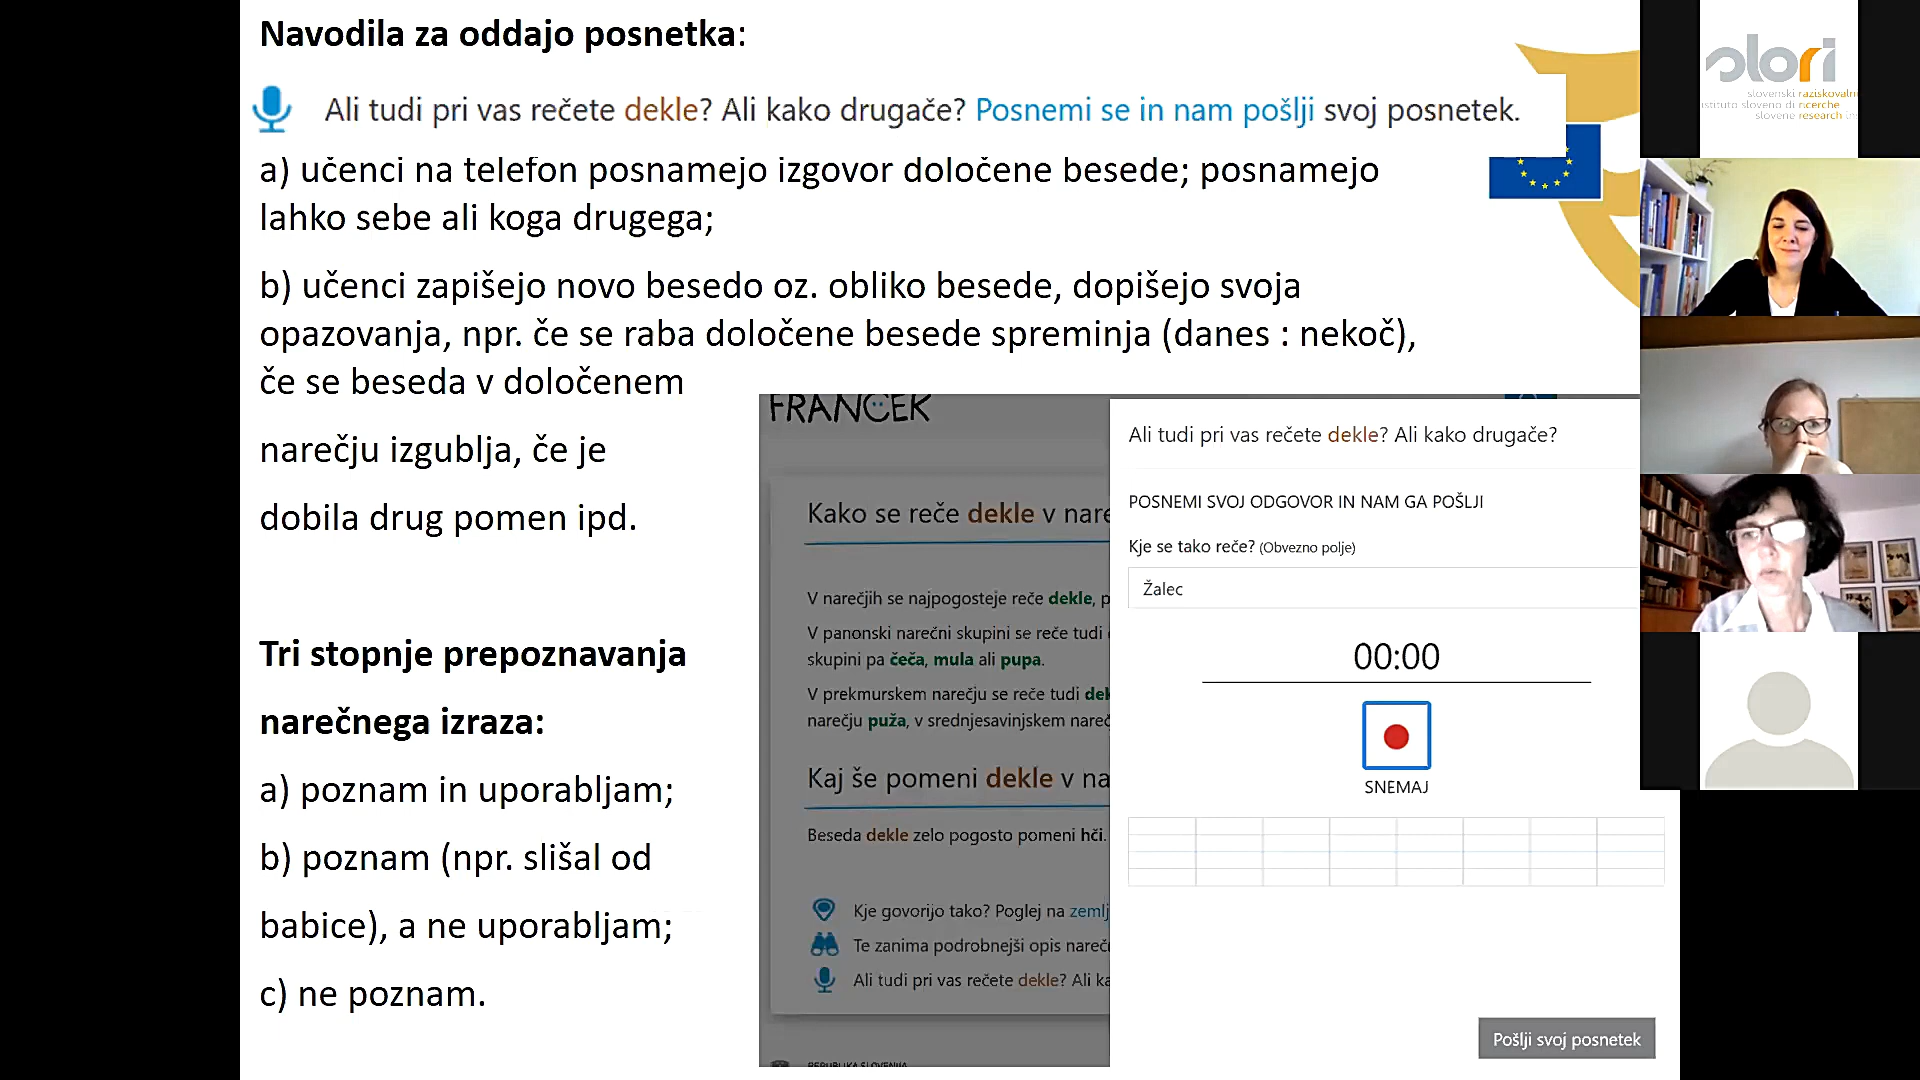 Navodila za oddajo posnetka:
Ali tudi pri vas rečete dekle? Ali kako drugače? Posnemi se in nam pošlji svoj posnetek.
a) učenci na telefon posnamejo izgovor določene besede; posnamejo
lahko sebe ali koga drugega;
b) učenci zapišejo novo besedo oz. obliko besede, dopišejo svoja
opazovanja, npr. če se raba določene besede spreminja (danes : nekoč),
če se beseda v določenem
narečju izgublja, če je
dobila drug pomen ipd.
Tri stopnje prepoznavanja
narečnega izraza:
a) poznam in uporabljam;
b) poznam (npr. slišal od
babice), a ne uporabljam;
c) ne poznam.
FRANČEK
Kako se reče dekle v nare
V narečjih se najpogosteje reče dekle, p
V panonski narečni skupini se reče tudi
skupini pa čeča, mula ali pupa.
V prekmurskem narečju se reče tudi dek
narečju puža, v srednjesavinjskem nareč
Kaj še pomeni dekle v na
Beseda dekle zelo pogosto pomeni hči.
Kje govorijo tako? Poglej na zemlj
Te zanima podrobnejši opis nareč
Ali tudi pri vas rečete dekle? Ali ka
REPUBLIKA SLOVENIJA
Ali tudi pri vas rečete dekle? Ali kako drugače?
POSNEMI SVOJ ODGOVOR IN NAM GA POŠLJI
Kje se tako reče? (Obvezno polje)
Žalec
00:00
SNEMAJ
Pošlji svoj posnetek
slori
slovenski raziskovaln
istituto sloveno di ricerche
slovene research in